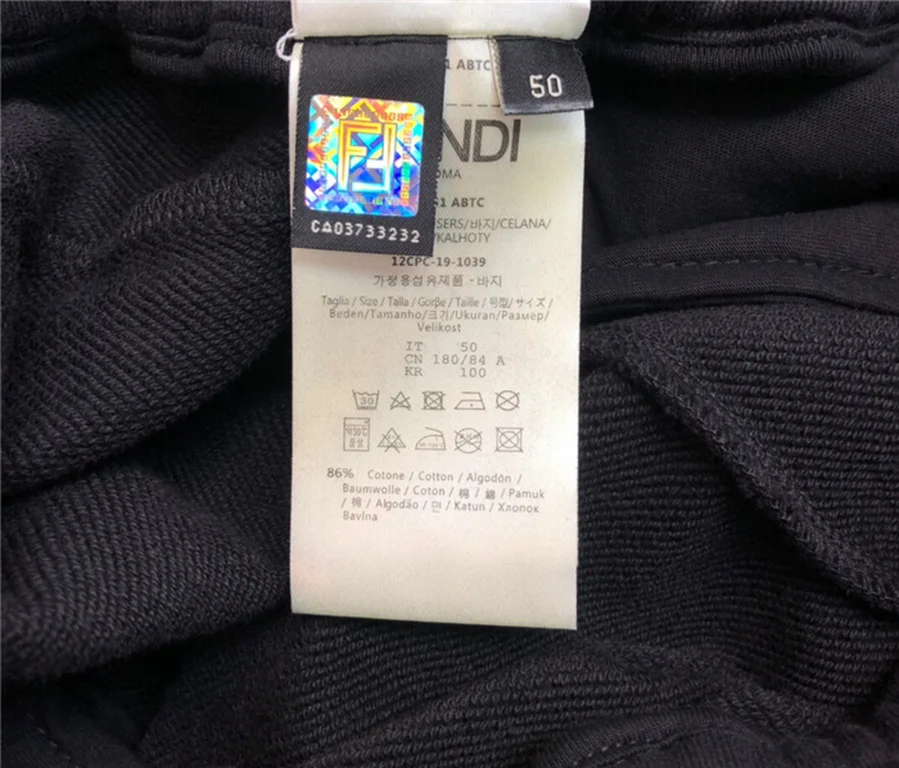 1 ABTC
50
NDI
OMA
51 ABTC
SERS/바지/CELANA/
KALHOTY
CA03733232
12CPC-19-1039
가정용섬유제품 - 바지
Taglia / Size / Talla / Größe / Taille / 号型 / サイズ /
Beden/Tamanho/크기/Ukuran/Размер/
Velikost
IT 50
CN 180/84 A
KR 100
30
86% Cotone / Cotton / Algodón /
Baumwolle / Coton / 棉 / 綿 / Pamuk
/ 棉 / Algodão / 면 / Katun / Хлопок
Bavlna